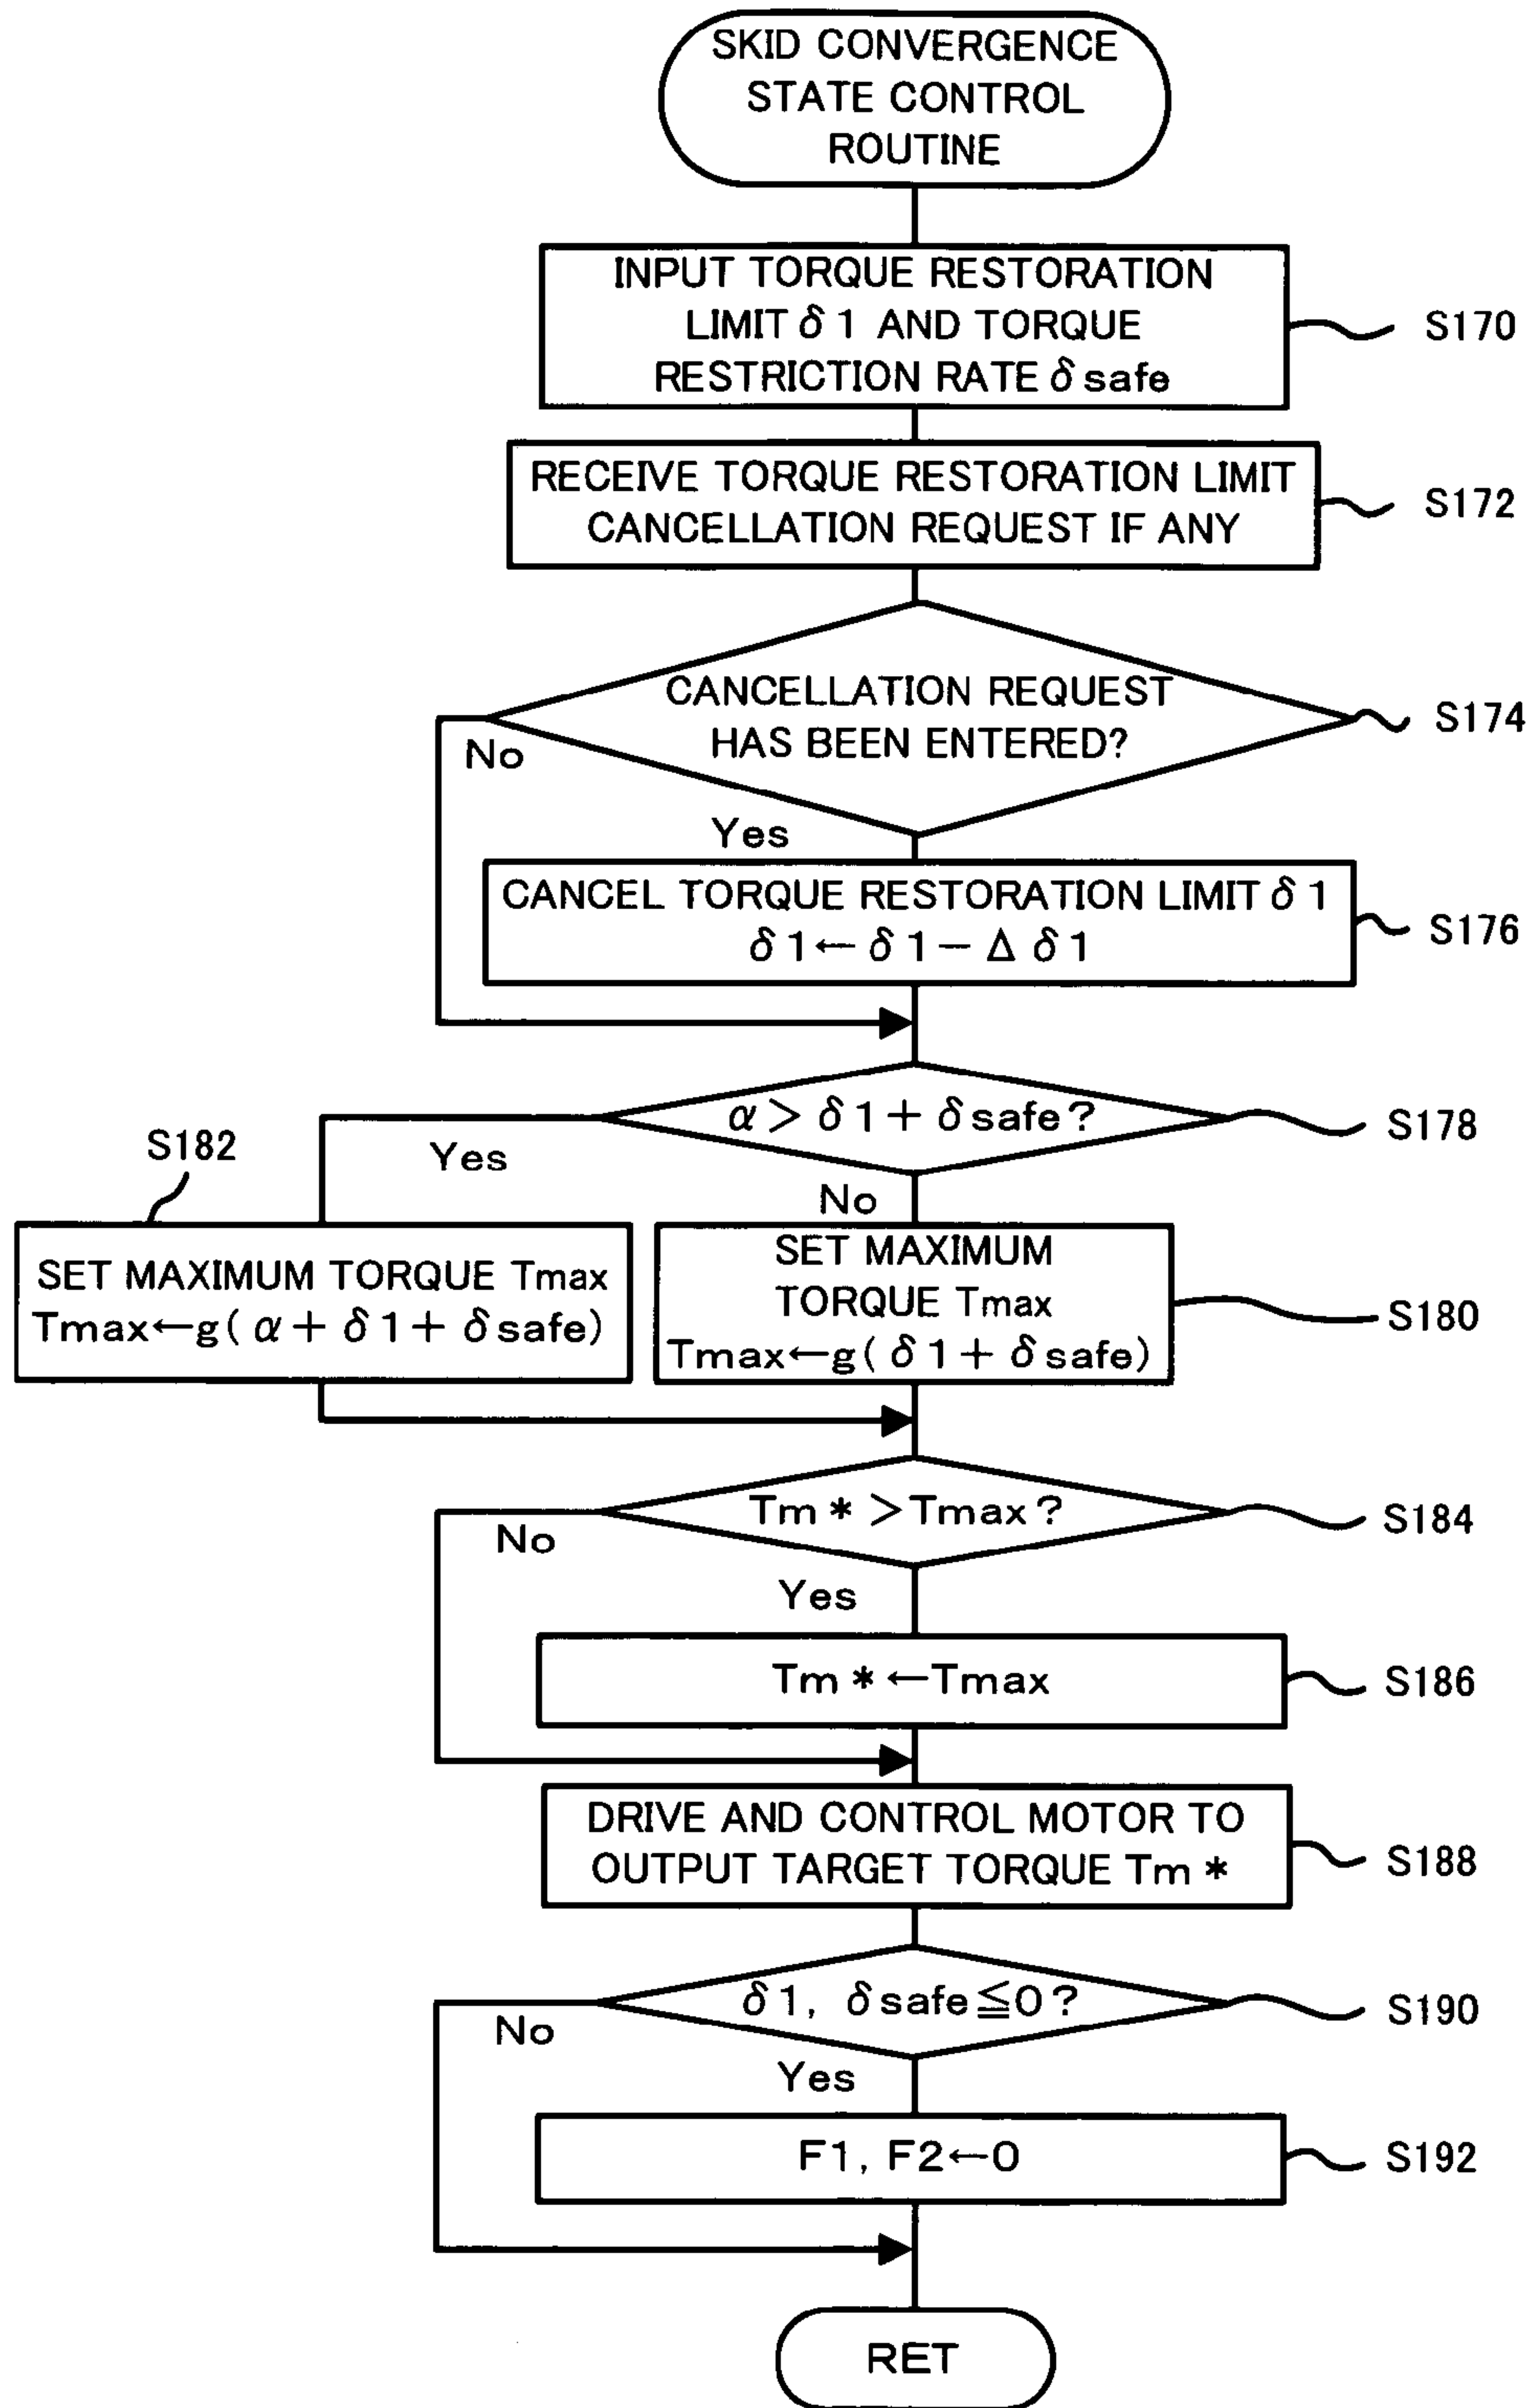 SKID CONVERGENCE
STATE CONTROL
ROUTINE
INPUT TORQUE RESTORATION
LIMIT δ1 AND TORQUE
RESTRICTION RATE δsafe
S170
RECEIVE TORQUE RESTORATION LIMIT
CANCELLATION REQUEST IF ANY
S172
CANCELLATION REQUEST
HAS BEEN ENTERED?
S174
No
Yes
CANCEL TORQUE RESTORATION LIMIT δ1
δ1←δ1−Δδ1
S176
α>δ1+δsafe?
S178
S182
Yes
No
SET MAXIMUM TORQUE Tmax
Tmax←g(α+δ1+δsafe)
SET MAXIMUM
TORQUE Tmax
Tmax←g(δ1+δsafe)
S180
Tm*>Tmax?
S184
No
Yes
Tm*←Tmax
S186
DRIVE AND CONTROL MOTOR TO
OUTPUT TARGET TORQUE Tm*
S188
δ1, δsafe≦0?
S190
No
Yes
F1, F2←0
S192
RET